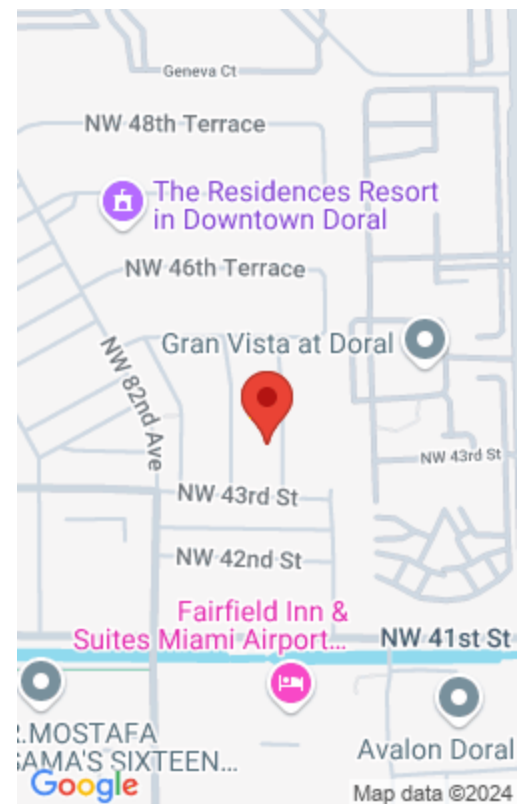 Geneva Ct
NW 48th Terrace
The Residences Resort
in Downtown Doral
NW 46th Terrace
Gran Vista at Doral
NW 82nd Ave
NW 43rd St
NW 43rd St
NW 42nd St
Fairfield Inn &
Suites Miami Airport...
NW 41st St
R.MOSTAFA
SAMA'S SIXTEEN...
Avalon Doral
Google
Map data ©2024